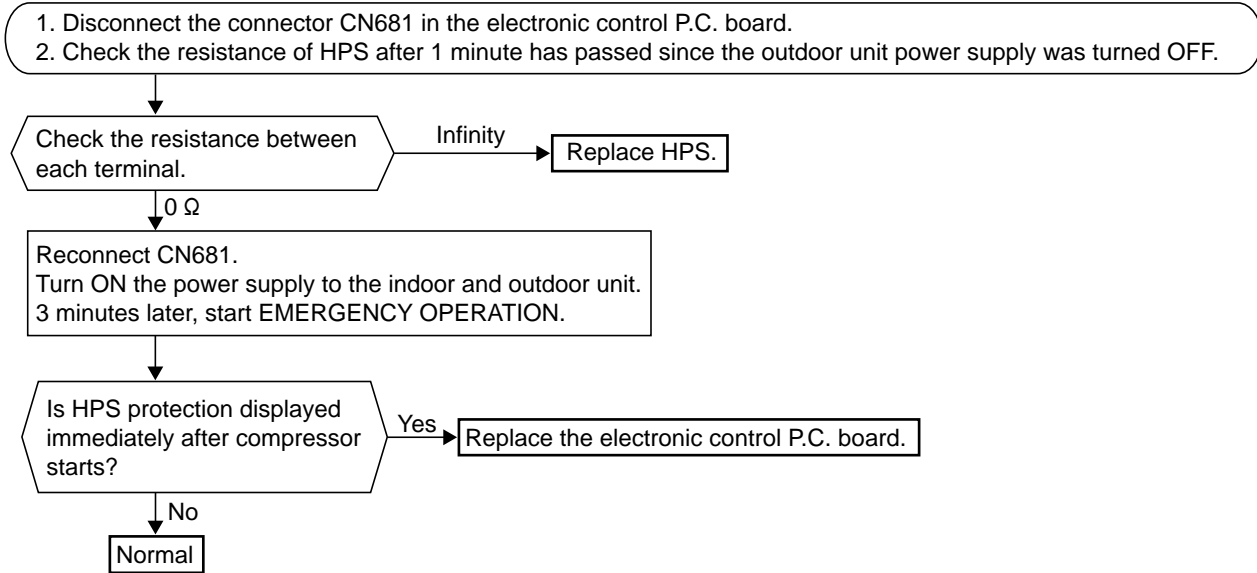 1. Disconnect the connector CN681 in the electronic control P.C. board.
2. Check the resistance of HPS after 1 minute has passed since the outdoor unit power supply was turned OFF.
Check the resistance between
each terminal.
Infinity
Replace HPS.
0 Ω
Reconnect CN681.
Turn ON the power supply to the indoor and outdoor unit.
3 minutes later, start EMERGENCY OPERATION.
Is HPS protection displayed
immediately after compressor
starts?
Yes
Replace the electronic control P.C. board.
No
Normal